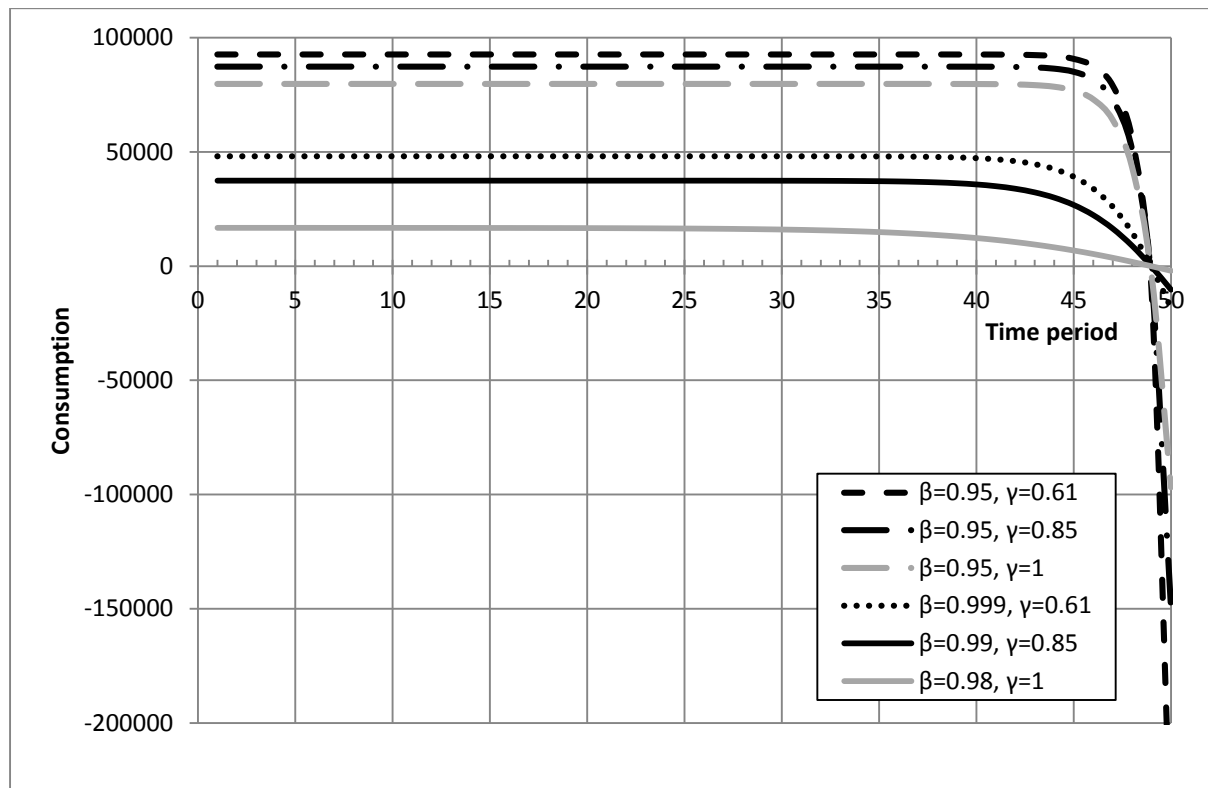 100000
50000
0
-50000
-100000
-150000
-200000
0 5 10 15 20 25 30 35 40 45 50
Time period
Consumption
β=0.95, γ=0.61
β=0.95, γ=0.85
β=0.95, γ=1
β=0.999, γ=0.61
β=0.99, γ=0.85
β=0.98, γ=1